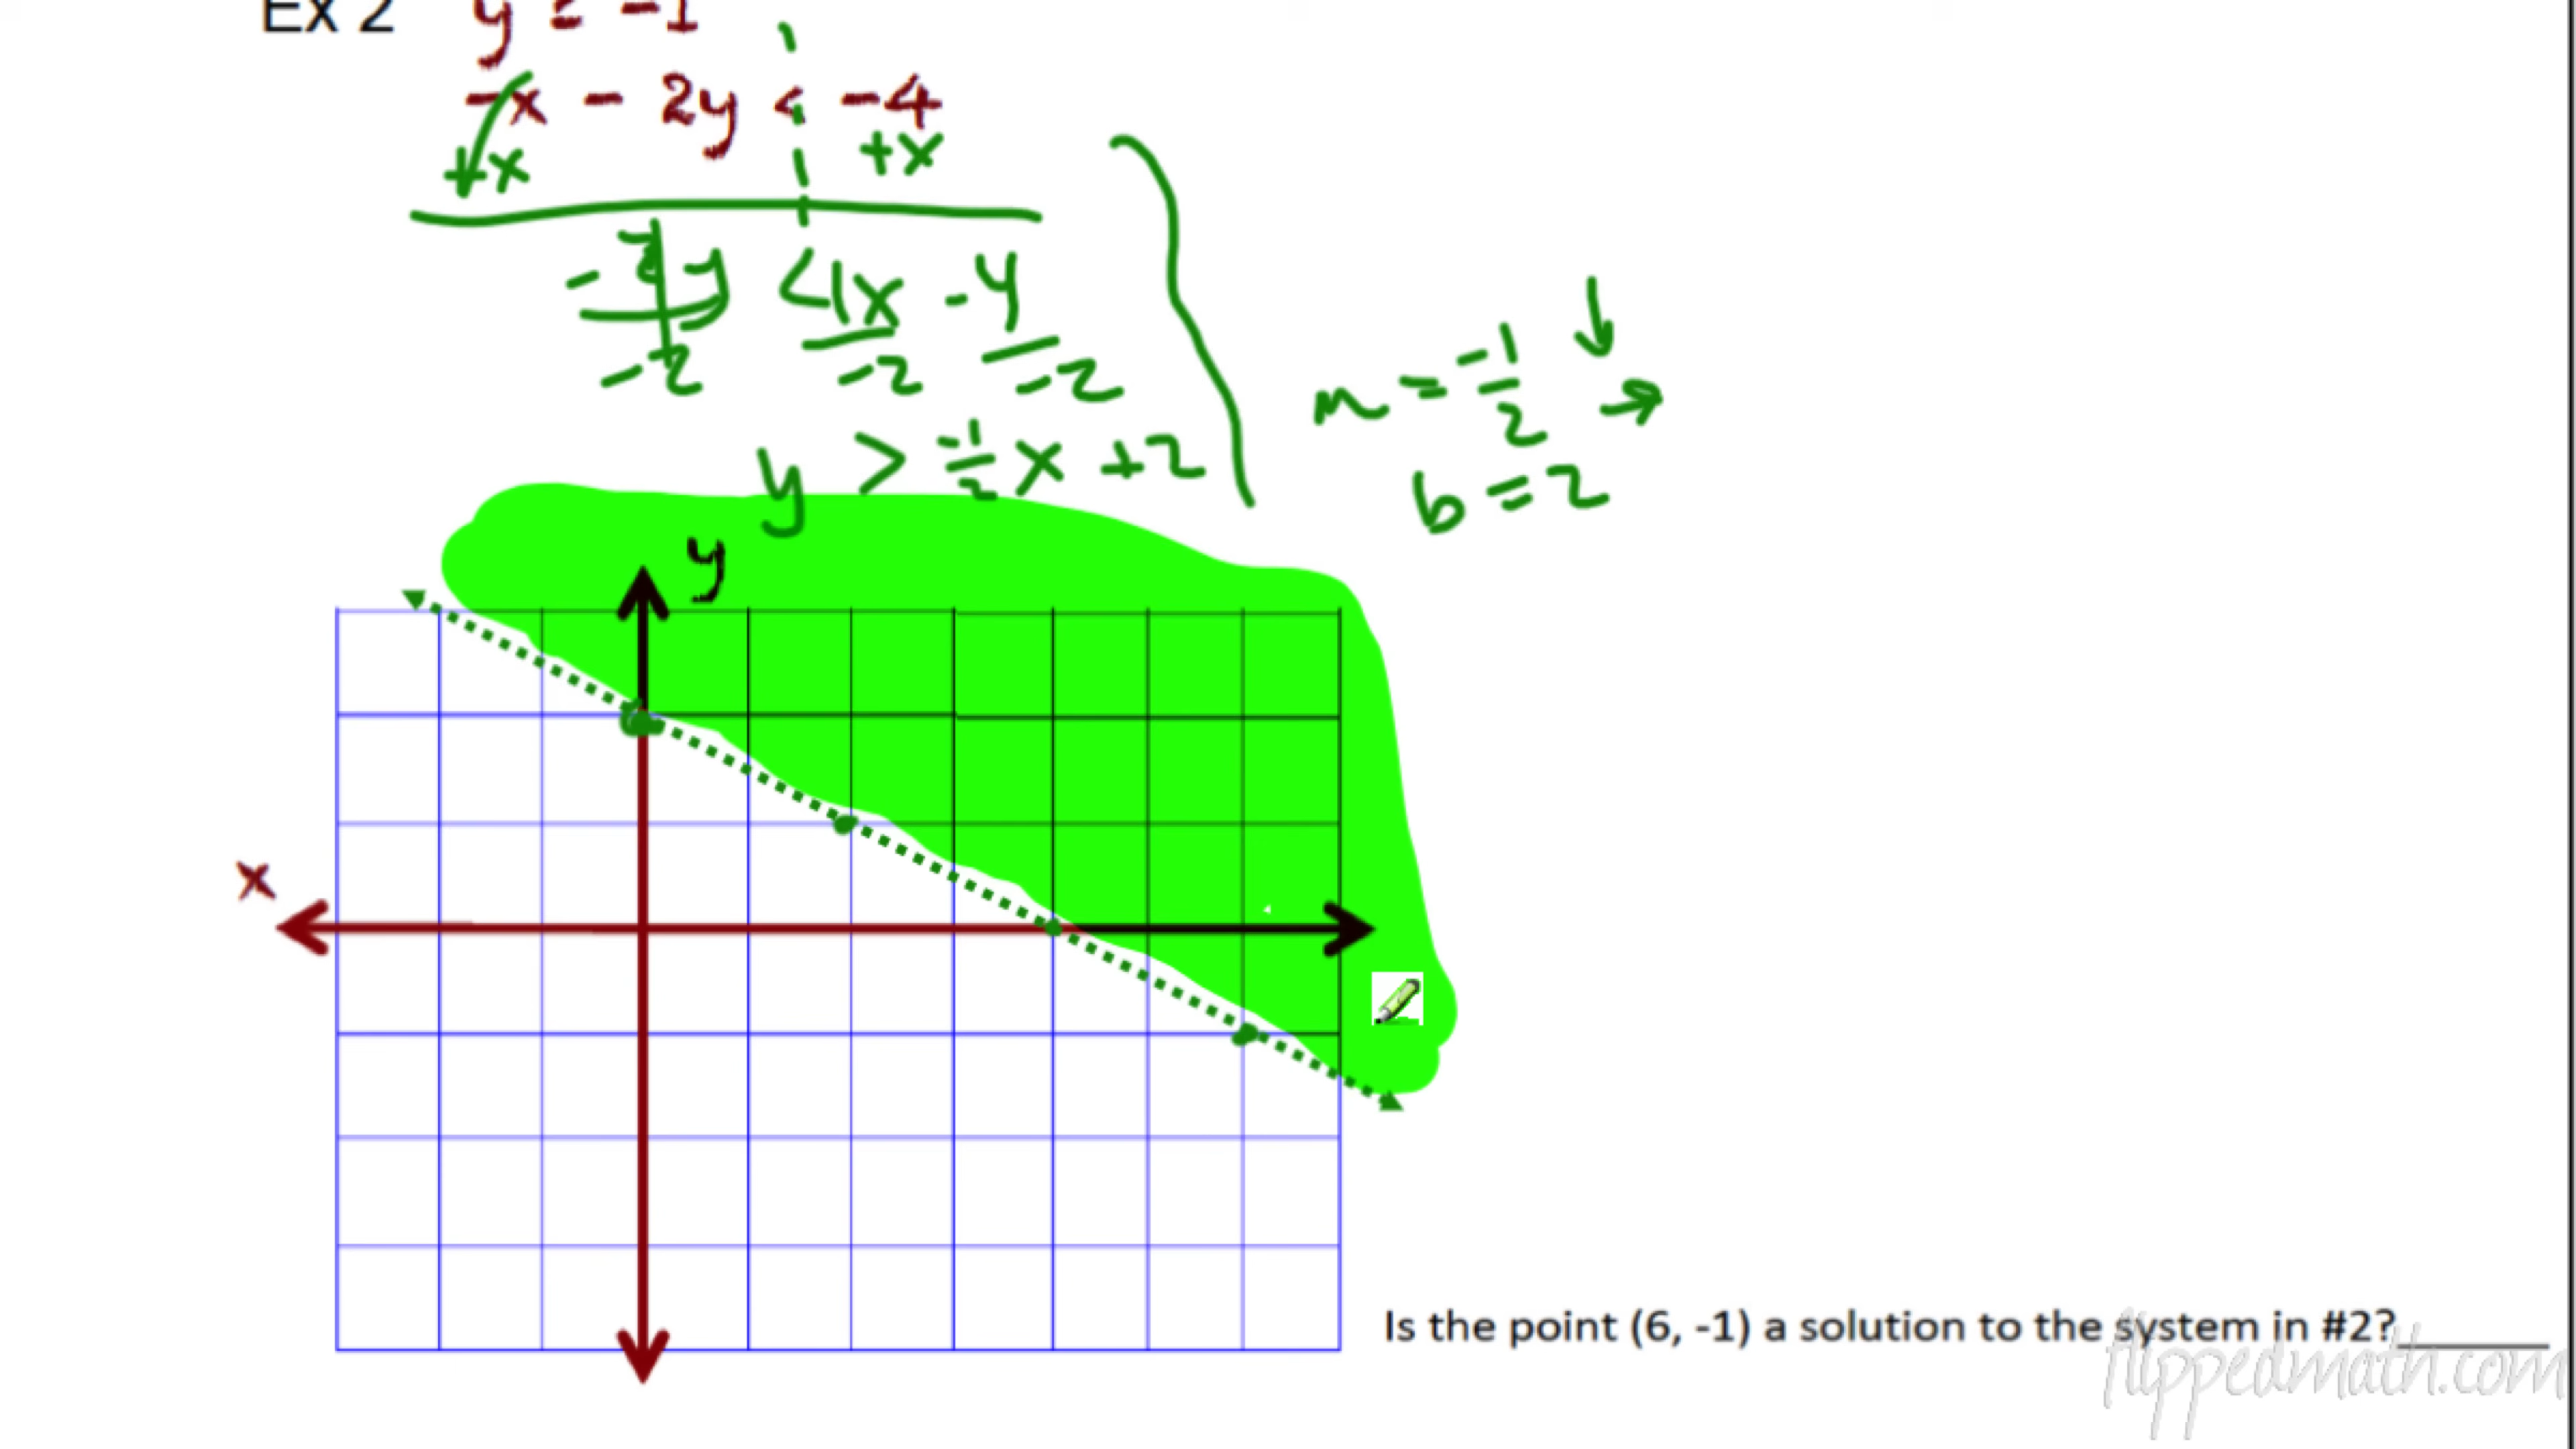 Ex 2 y = -1
-x - 2y < -4
+x +x
-2y < 1x - 4
-2 -2 -2
y > -1/2 x + 2
m = -1/2
b = 2
y
x
Is the point (6, -1) a solution to the system in #2?
flippedmath.com